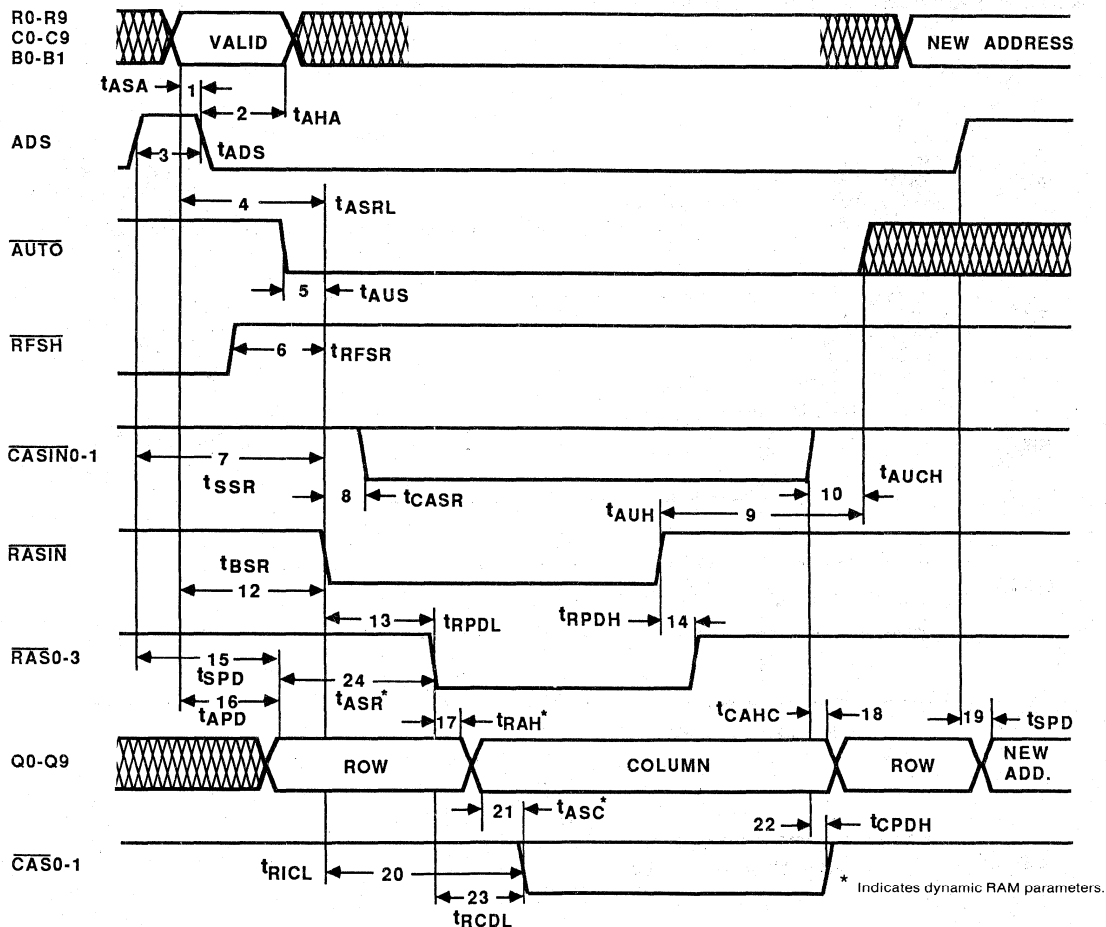 R0-R9
C0-C9
B0-B1
VALID
NEW ADDRESS
tASA
1
2
tAHA
ADS
3
tADS
4
tASRL
AUTO
5
tAUS
RFSH
6
tRFSR
CASIN0-1
7
tSSR
8
tCASR
10
tAUCH
tAUH
9
RASIN
tBSR
12
13
tRPDL
tRPDH
14
RAS0-3
15
tSPD
24
16
tASR*
tAPD
17
tRAH*
tCAHC
18
19
tSPD
Q0-Q9
ROW
COLUMN
ROW
NEW
ADD.
21
tASC*
22
tCPDH
CAS0-1
tRICL
20
* Indicates dynamic RAM parameters.
23
tRCDL